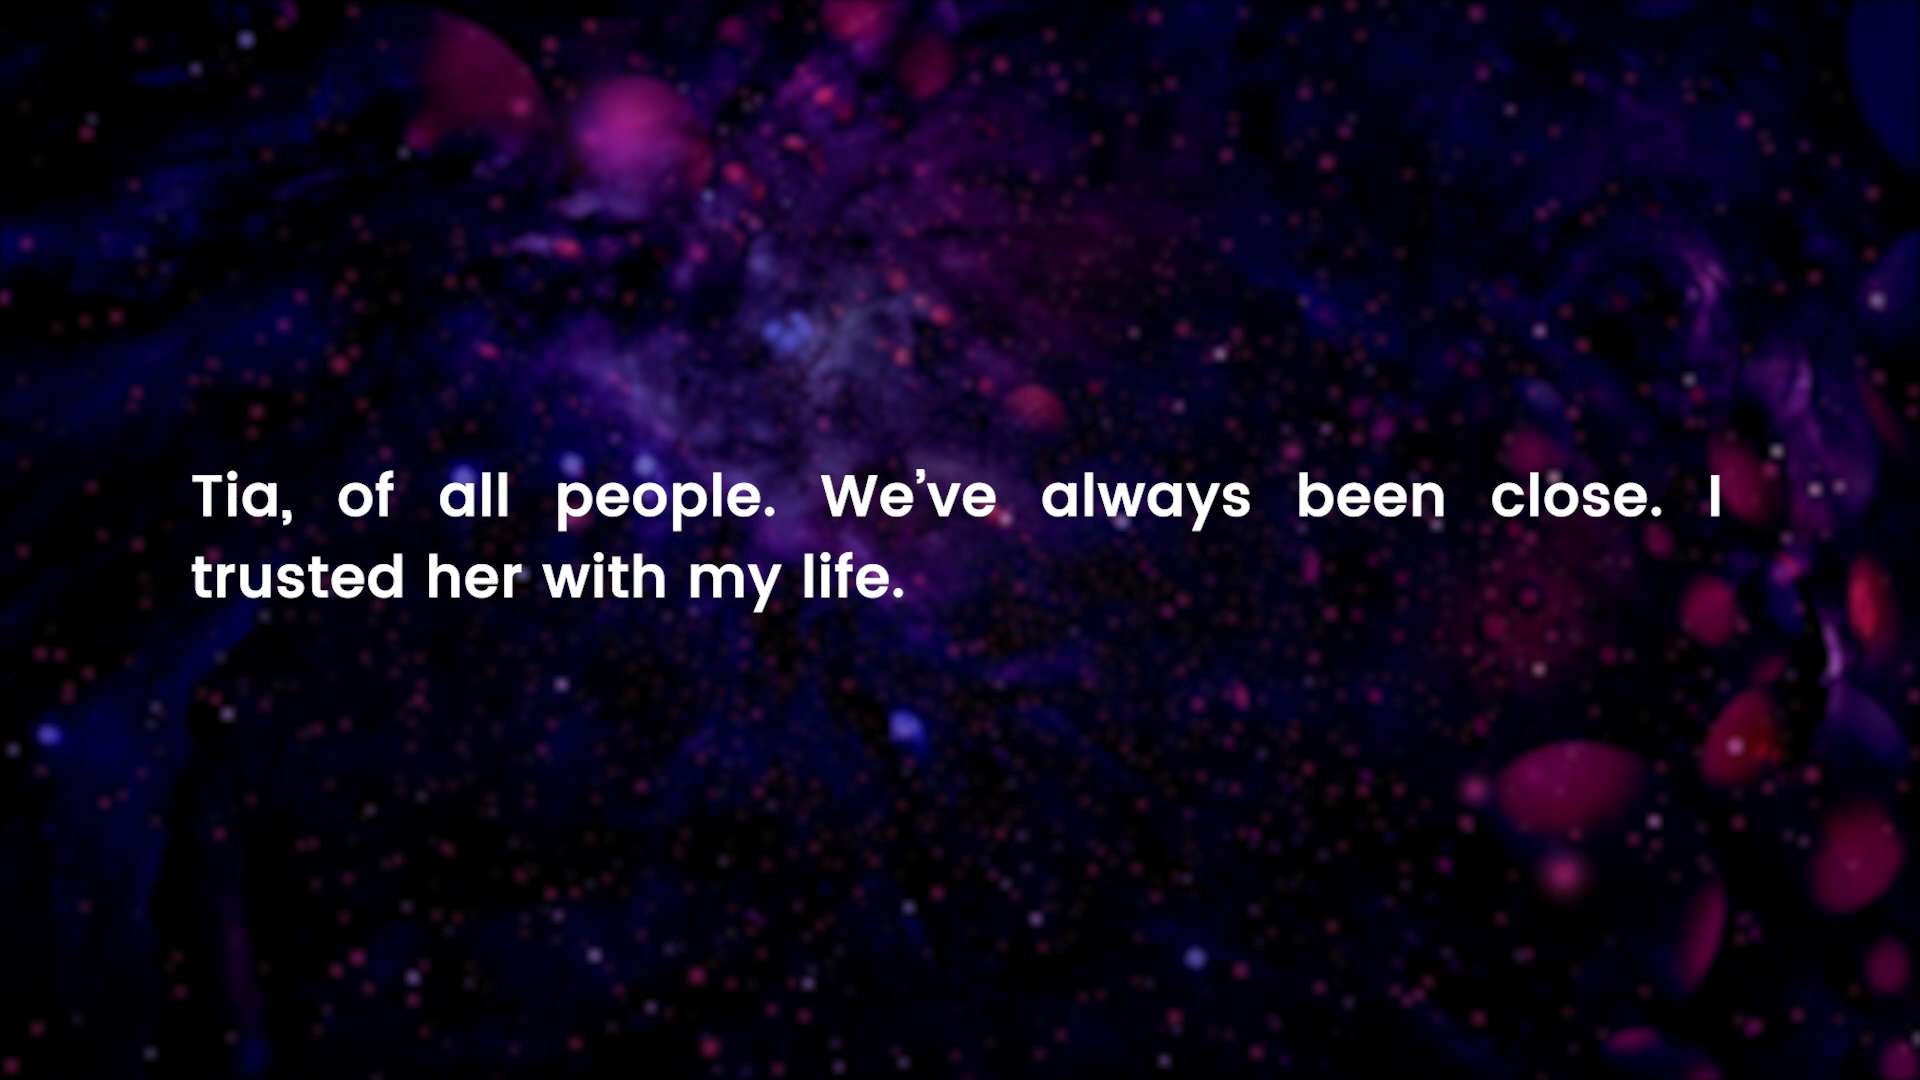 Tia, of all people. We’ve always been close. I
trusted her with my life.